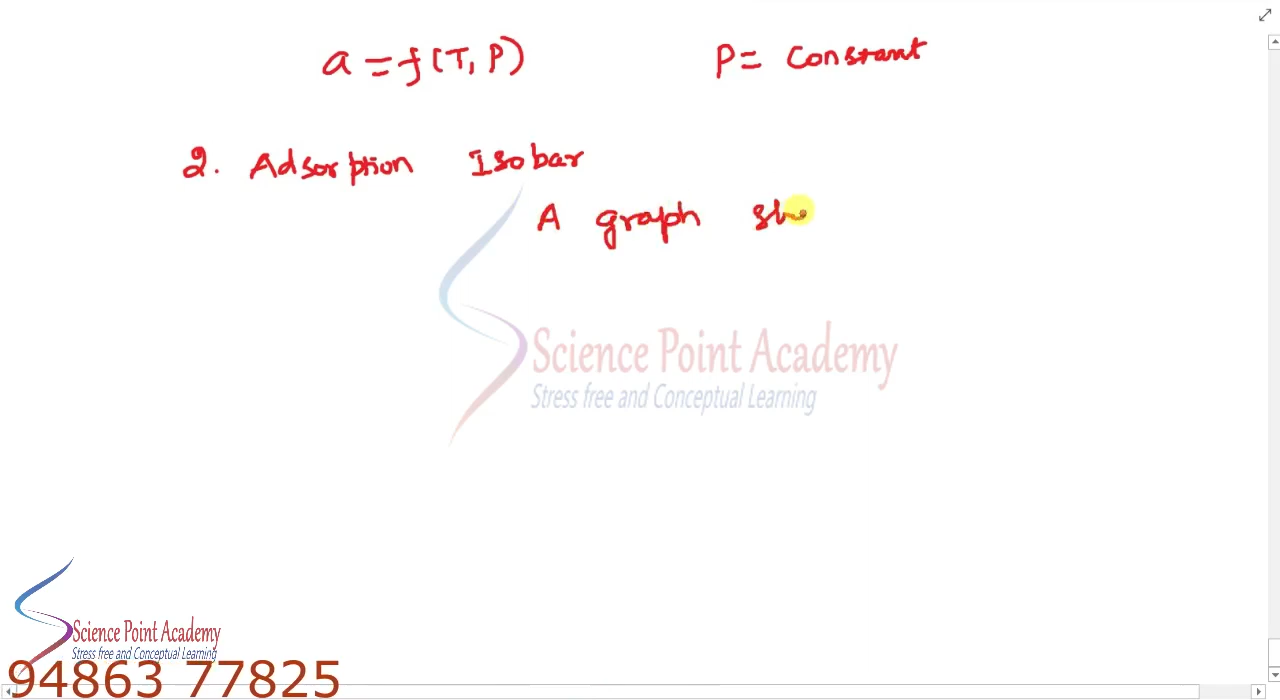 a = f(T, P) P = Constant
2. Adsorption Isobar
A graph sho
Science Point Academy
Stress free and Conceptual Learning
Science Point Academy
Stress free and Conceptual Learning
94863 77825